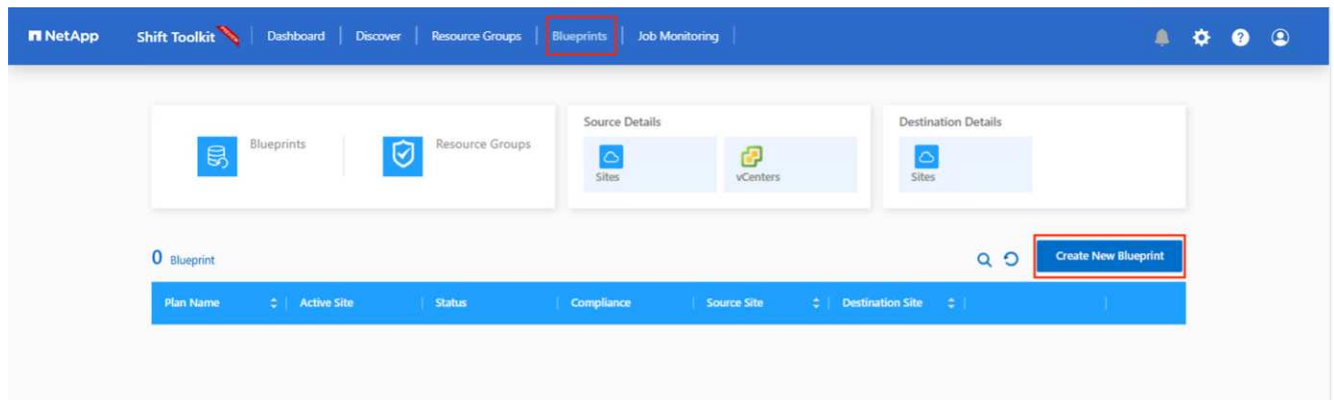 NetApp Shift Toolkit Dashboard Discover Resource Groups Blueprints Job Monitoring
Blueprints Resource Groups
Source Details
Sites vCenters
Destination Details
Sites
0 Blueprint
Create New Blueprint
Plan Name Active Site Status Compliance Source Site Destination Site